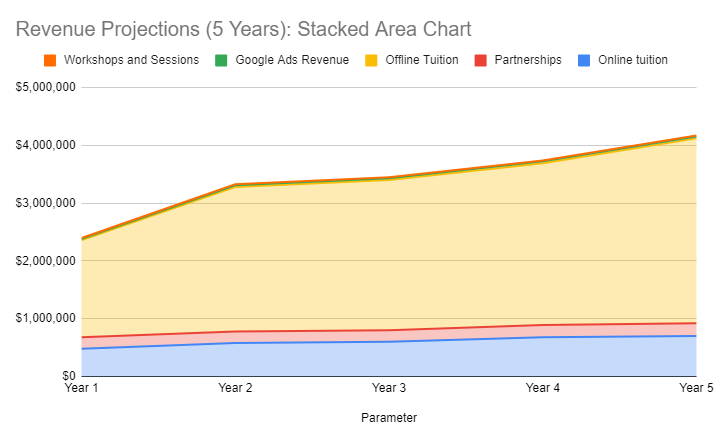 Revenue Projections (5 Years): Stacked Area Chart
Workshops and Sessions Google Ads Revenue Offline Tuition Partnerships Online tuition
$5,000,000
$4,000,000
$3,000,000
$2,000,000
$1,000,000
$0
Year 1 Year 2 Year 3 Year 4 Year 5
Parameter